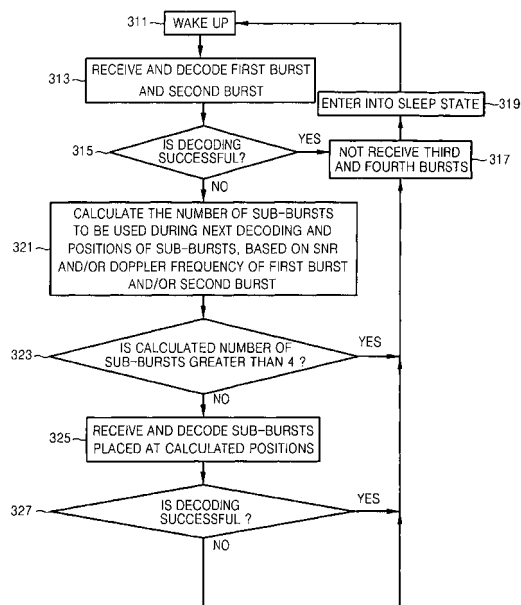 311
WAKE UP
313
RECEIVE AND DECODE FIRST BURST
AND SECOND BURST
ENTER INTO SLEEP STATE
319
315
IS DECODING
SUCCESSFUL?
YES
NOT RECEIVE THIRD
AND FOURTH BURSTS
317
NO
321
CALCULATE THE NUMBER OF SUB-BURSTS
TO BE USED DURING NEXT DECODING AND
POSITIONS OF SUB-BURSTS, BASED ON SNR
AND/OR DOPPLER FREQUENCY OF FIRST BURST
AND/OR SECOND BURST
323
IS CALCULATED NUMBER OF
SUB-BURSTS GREATER THAN 4 ?
YES
NO
325
RECEIVE AND DECODE SUB-BURSTS
PLACED AT CALCULATED POSITIONS
327
IS DECODING
SUCCESSFUL ?
YES
NO